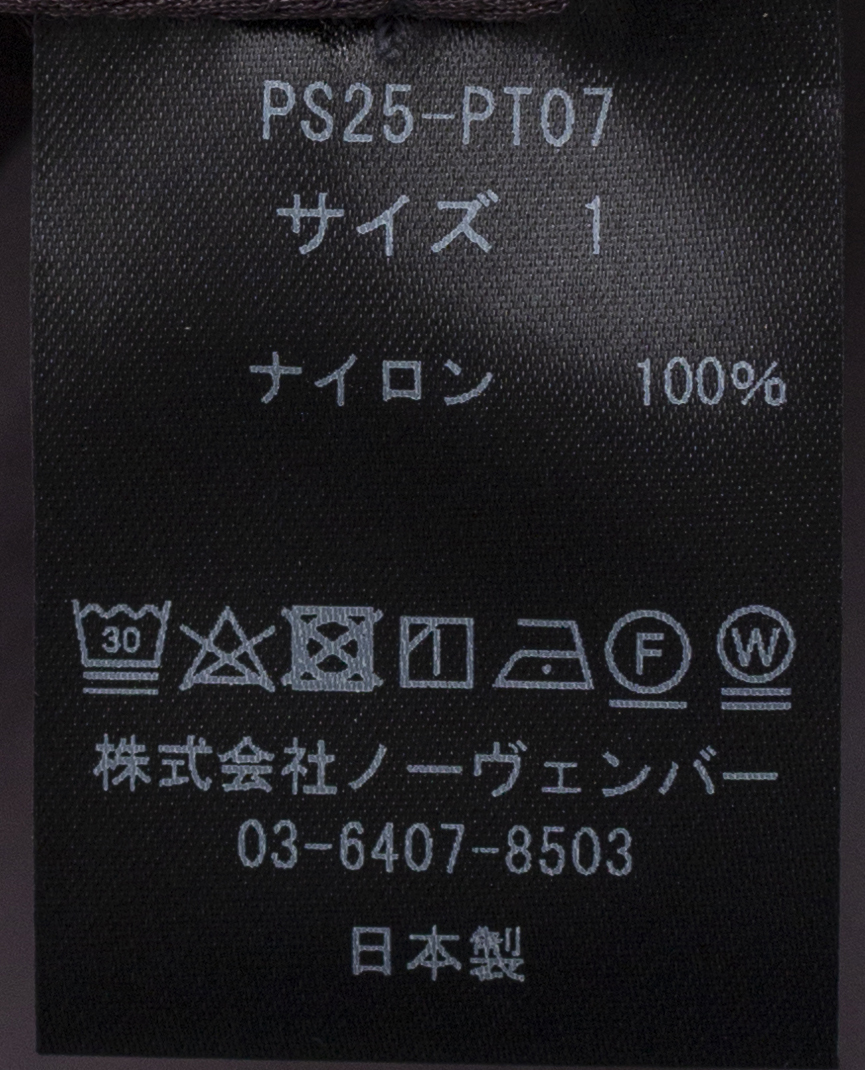 PS25-PT07
サイズ 1
ナイロン 100%
30 F W
株式会社ノーヴェンバー
03-6407-8503
日本製